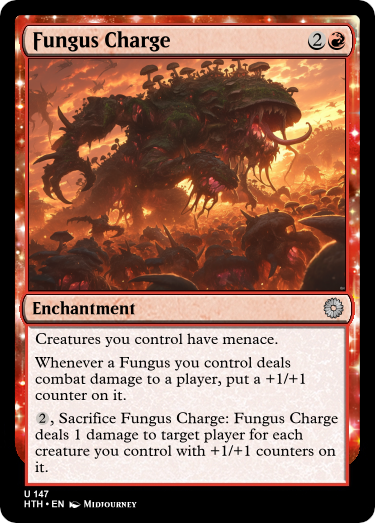 Fungus Charge 2
Enchantment
Creatures you control have menace.
Whenever a Fungus you control deals
combat damage to a player, put a +1/+1
counter on it.
2, Sacrifice Fungus Charge: Fungus Charge
deals 1 damage to target player for each
creature you control with +1/+1 counters on
it.
U 147
HTH • EN Midjourney